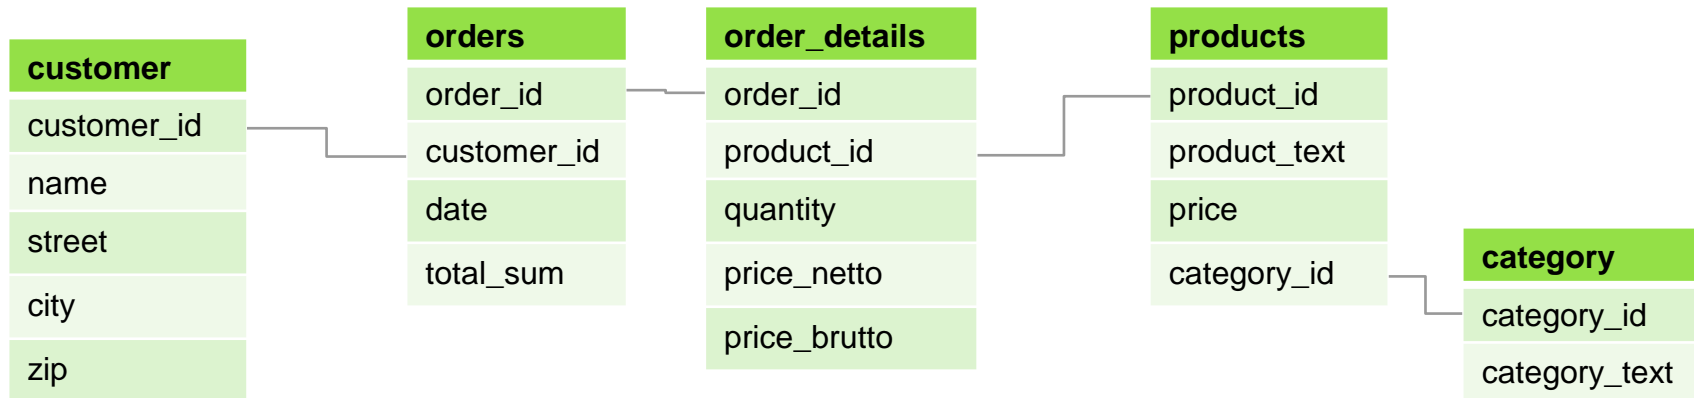 customer
customer_id
name
street
city
zip
orders
order_id
customer_id
date
total_sum
order_details
order_id
product_id
quantity
price_netto
price_brutto
products
product_id
product_text
price
category_id
category
category_id
category_text